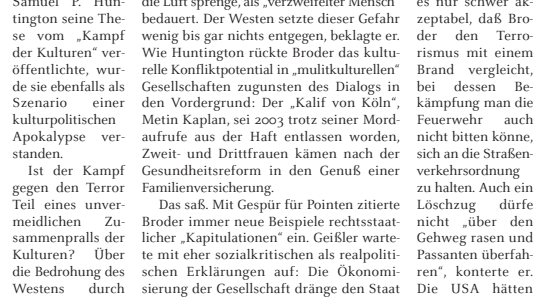 Samuel P. Hun-
tington seine The-
se vom „Kampf
der Kulturen“ ver-
öffentlichte, wur-
de sie ebenfalls als
Szenario einer
kulturpolitischen
Apokalypse ver-
standen.
Ist der Kampf
gegen den Terror
Teil eines unver-
meidlichen Zu-
sammenpralls der
Kulturen? Über
die Bedrohung des
Westens durch
die Luft sprenge, als „verzweifelter Mensch“
bedauert. Der Westen setzte dieser Gefahr
wenig bis gar nichts entgegen, beklagte er.
Wie Huntington rückte Broder das kultu-
relle Konfliktpotential in „mulitkulturellen“
Gesellschaften zugunsten des Dialogs in
den Vordergrund: Der „Kalif von Köln“,
Metin Kaplan, sei 2003 trotz seiner Mord-
aufrufe aus der Haft entlassen worden,
Zweit- und Drittfrauen kämen nach der
Gesundheitsreform in den Genuß einer
Familienversicherung.
Das saß. Mit Gespür für Pointen zitierte
Broder immer neue Beispiele rechtsstaat-
licher „Kapitulationen“ ein. Geißler warte-
te mit eher sozialkritischen als realpoliti-
schen Erklärungen auf: Die Ökonomi-
sierung der Gesellschaft dränge den Staat
es nur schwer ak-
zeptabel, daß Bro-
der den Terro-
rismus mit einem
Brand vergleicht,
bei dessen Be-
kämpfung man die
Feuerwehr auch
nicht bitten könne,
sich an die Straßen-
verkehrsordnung
zu halten. Auch ein
Löschzug dürfe
nicht „über den
Gehweg rasen und
Passanten überfah-
ren“, konterte er.
Die USA hätten